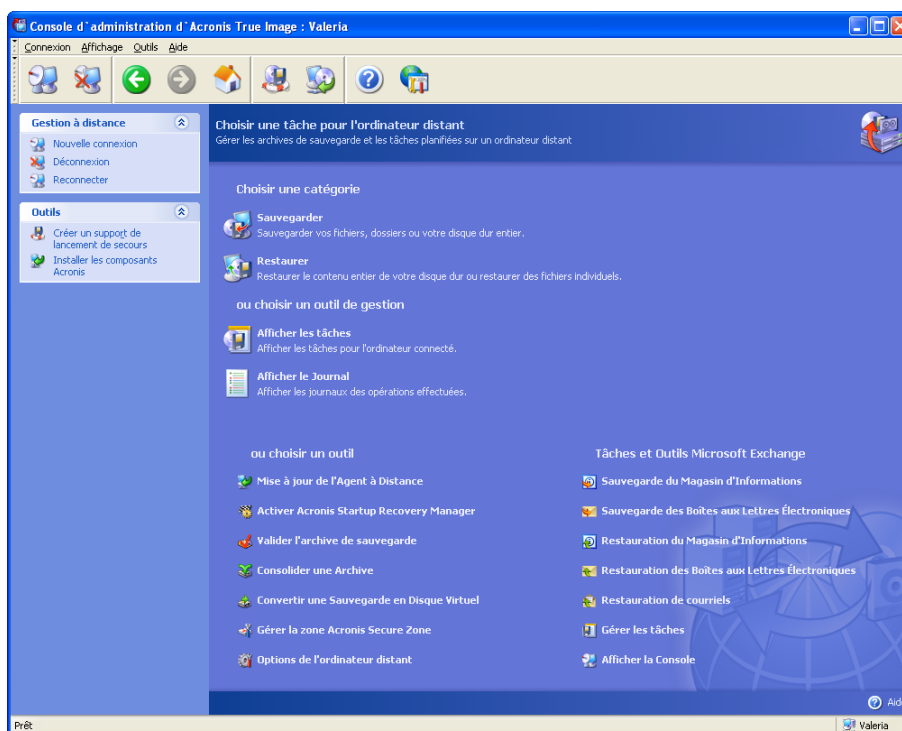 Console d`administration d`Acronis True Image : Valeria
Connexion Affichage Outils Aide
Gestion à distance
Nouvelle connexion
Déconnexion
Reconnecter
Outils
Créer un support de
lancement de secours
Installer les composants
Acronis
Choisir une tâche pour l'ordinateur distant
Gérer les archives de sauvegarde et les tâches planifiées sur un ordinateur distant
Choisir une catégorie
Sauvegarder
Sauvegarder vos fichiers, dossiers ou votre disque dur entier.
Restaurer
Restaurer le contenu entier de votre disque dur ou restaurer des fichiers individuels.
ou choisir un outil de gestion
Afficher les tâches
Afficher les tâches pour l'ordinateur connecté.
Afficher le Journal
Afficher les journaux des opérations effectuées.
ou choisir un outil
Mise à jour de l'Agent à Distance
Activer Acronis Startup Recovery Manager
Valider l'archive de sauvegarde
Consolider une Archive
Convertir une Sauvegarde en Disque Virtuel
Gérer la zone Acronis Secure Zone
Options de l'ordinateur distant
Tâches et Outils Microsoft Exchange
Sauvegarde du Magasin d'Informations
Sauvegarde des Boîtes aux Lettres Électroniques
Restauration du Magasin d'Informations
Restauration des Boîtes aux Lettres Électroniques
Restauration de courriels
Gérer les tâches
Afficher la Console
Aid
Prêt
Valeria